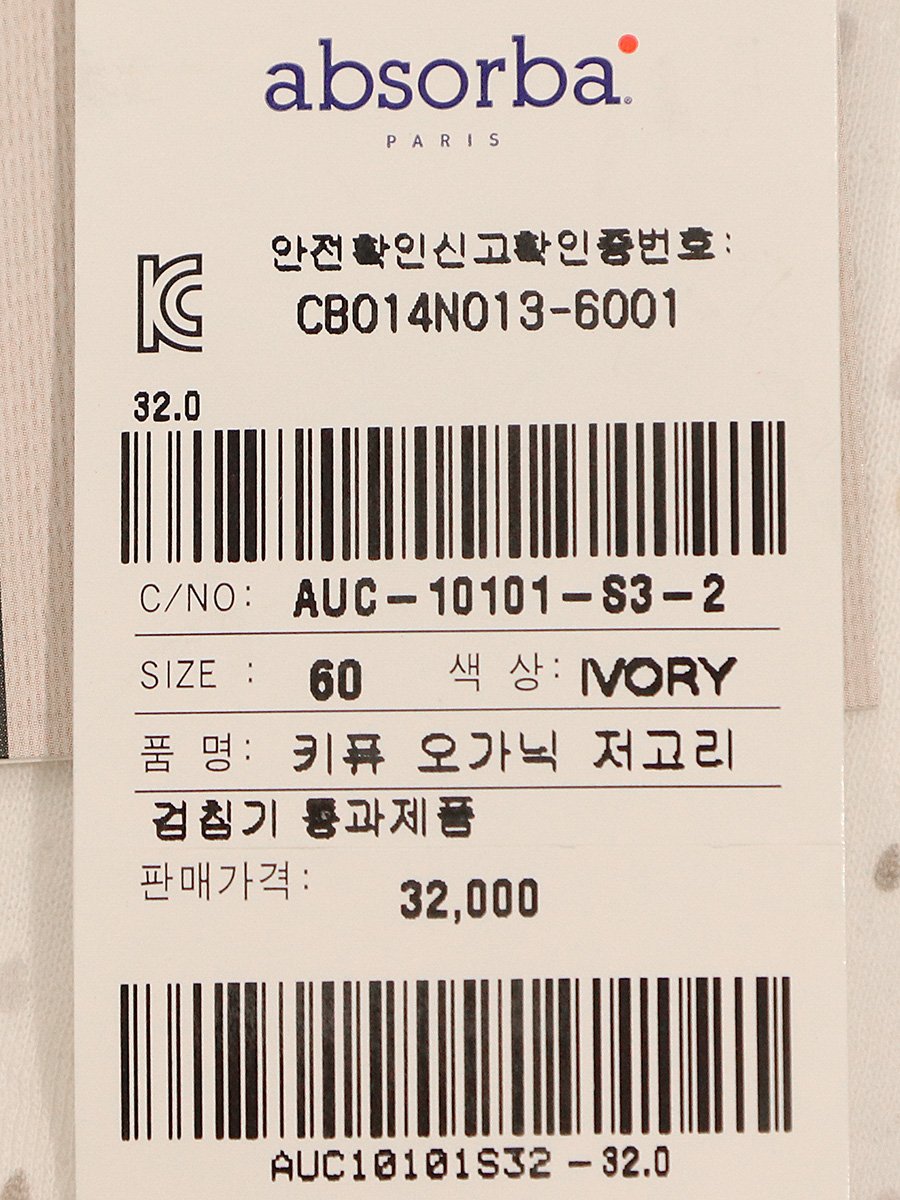 absorba
PARIS
안전확인신고확인증번호:
CB014N013-6001
32.0
C/NO: AUC-10101-S3-2
SIZE : 60 색 상: IVORY
품 명: 키퓨 오가닉 저고리
검침기 통과제품
판매가격: 32,000
AUC10101S32-32.0